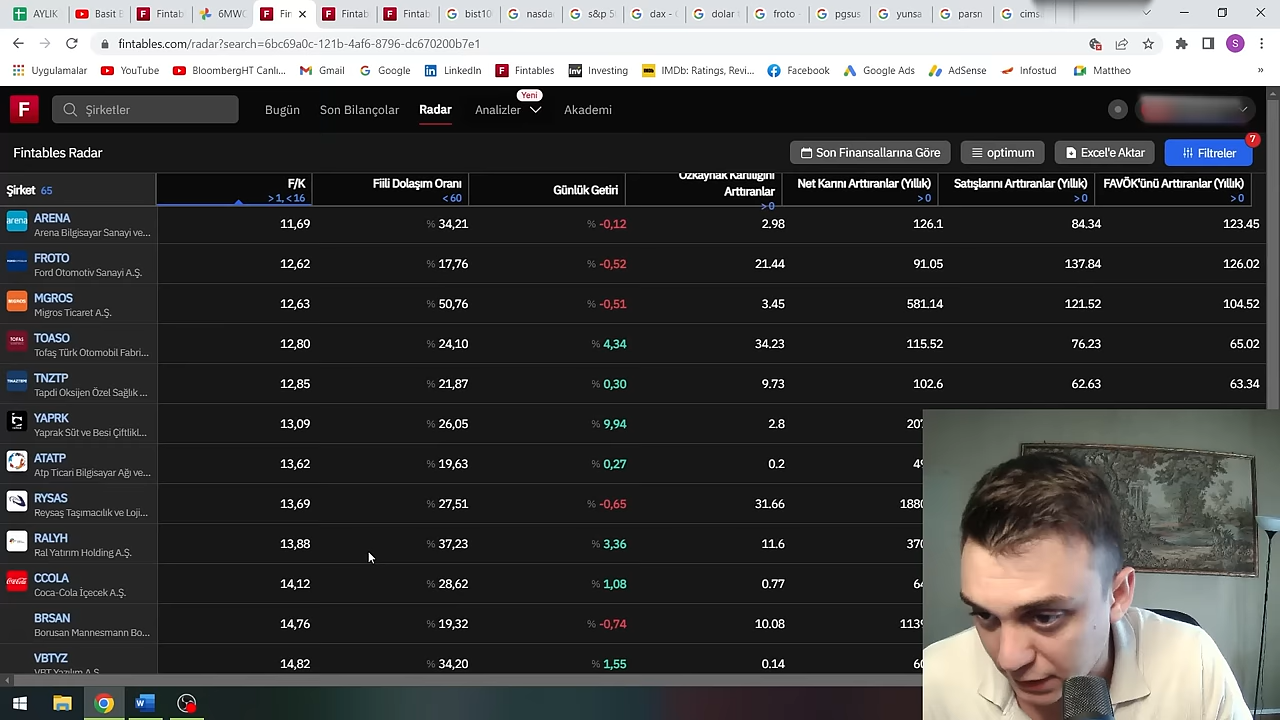 AYLIK
Basit E
Fintab
6MWC
Fin
Fintab
Fintab
bist10
nasda
s&p 5
dax - G
dolar
froto -
pgsus
yunsa
parsn
cimsa
fintables.com/radar?search=6bc69a0c-121b-4af6-8796-dc670200b7e1
S
Uygulamalar
YouTube
BloombergHT Canlı...
Gmail
Google
LinkedIn
Fintables
Investing
IMDb: Ratings, Revi...
Facebook
Google Ads
AdSense
Infostud
Mattheo
»
F
Şirketler
Bugün
Son Bilançolar
Radar
Analizler
Yeni
Akademi
Fintables Radar
Son Finansallarına Göre
optimum
Excel'e Aktar
Filtreler
7
Şirket 65
F/K
> 1, < 16
Fiili Dolaşım Oranı
< 60
Günlük Getiri
Özkaynak Karlılığını
Arttıranlar
> 0
Net Karını Arttıranlar (Yıllık)
> 0
Satışlarını Arttıranlar (Yıllık)
> 0
FAVÖK'ünü Arttıranlar (Yıllık)
> 0
ARENA 11,69 % 34,21 % -0,12 2.98 126.1 84.34 123.45
Arena Bilgisayar Sanayi ve...
FROTO 12,62 % 17,76 % -0,52 21.44 91.05 137.84 126.02
Ford Otomotiv Sanayi A.Ş.
MGROS 12,63 % 50,76 % -0,51 3.45 581.14 121.52 104.52
Migros Ticaret A.Ş.
TOASO 12,80 % 24,10 % 4,34 34.23 115.52 76.23 65.02
Tofaş Türk Otomobil Fabri...
TNZTP 12,85 % 21,87 % 0,30 9.73 102.6 62.63 63.34
Tapdi Oksijen Özel Sağlık ...
YAPRK 13,09 % 26,05 % 9,94 2.8 207
Yaprak Süt ve Besi Çiftlikl...
ATATP 13,62 % 19,63 % 0,27 0.2 49
Atp Ticari Bilgisayar Ağı ve...
RYSAS 13,69 % 27,51 % -0,65 31.66 1880
Reysaş Taşımacılık ve Loji...
RALYH 13,88 % 37,23 % 3,36 11.6 370
Ral Yatırım Holding A.Ş.
CCOLA 14,12 % 28,62 % 1,08 0.77 64
Coca-Cola İçecek A.Ş.
BRSAN 14,76 % 19,32 % -0,74 10.08 1139
Borusan Mannesmann Bo...
VBTYZ 14,82 % 34,20 % 1,55 0.14 60
VBT Yazılım A.Ş.